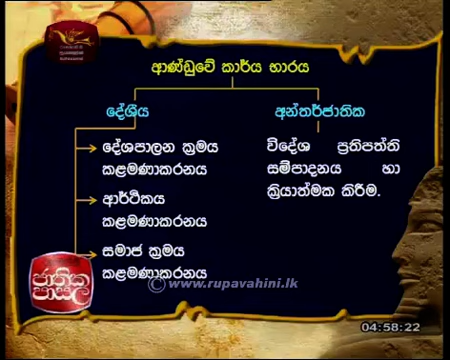 ආණ්ඩුවේ කාර්ය භාරය
දේශීය
අන්තර්ජාතික
දේශපාලන ක්‍රමය
කළමණාකරනය
ආර්ථිකය
කළමණාකරනය
සමාජ ක්‍රමය
කළමණාකරනය
විදේශ ප්‍රතිපත්ති
සම්පාදනය හා
ක්‍රියාත්මක කිරීම.
ජාතික
පාසල
© www.rupavahini.lk
04:58:22